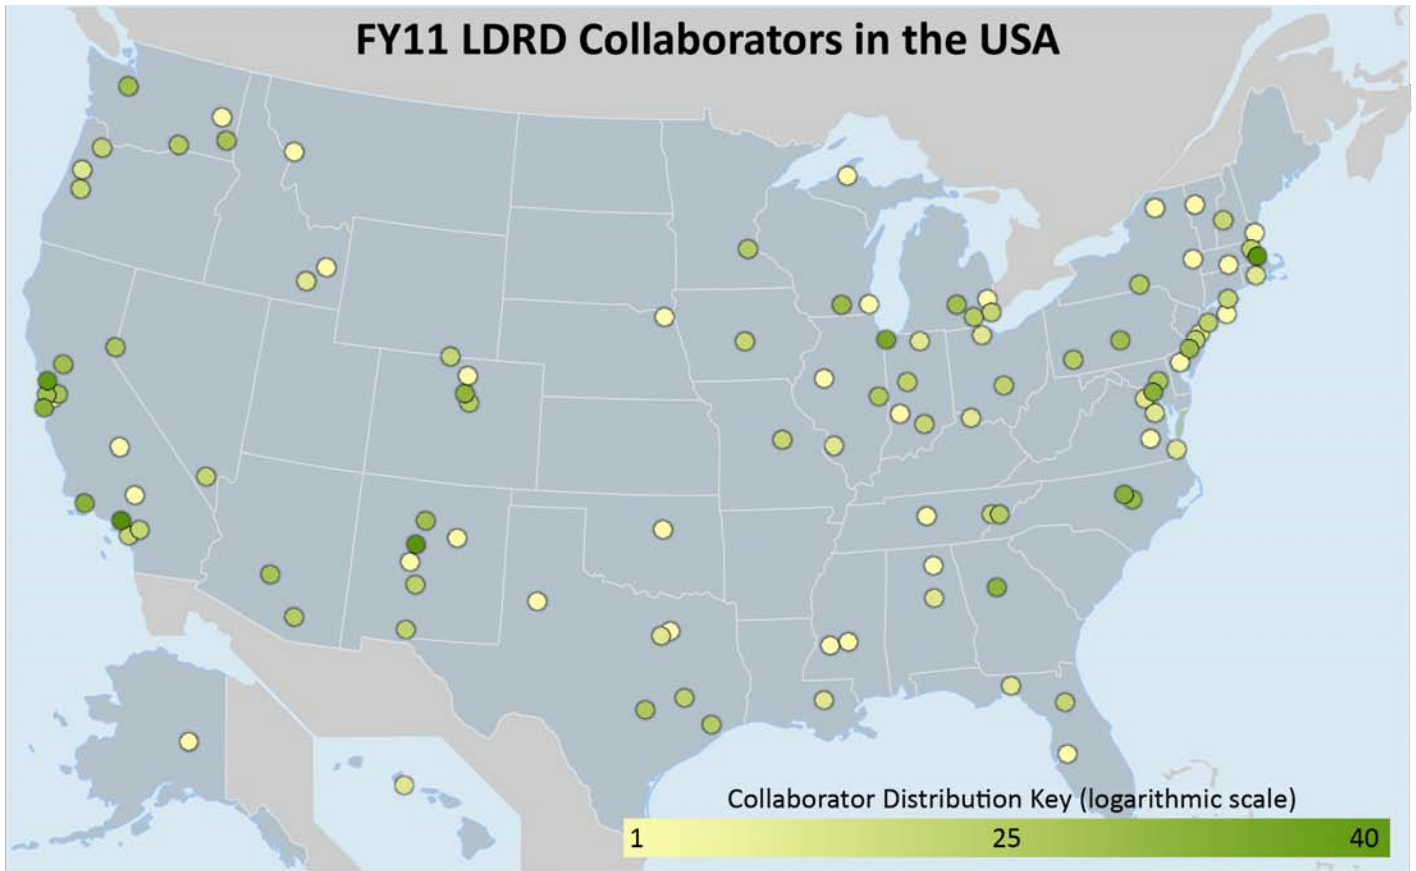 FY11 LDRD Collaborators in the USA
Collaborator Distribution Key (logarithmic scale)
1 25 40